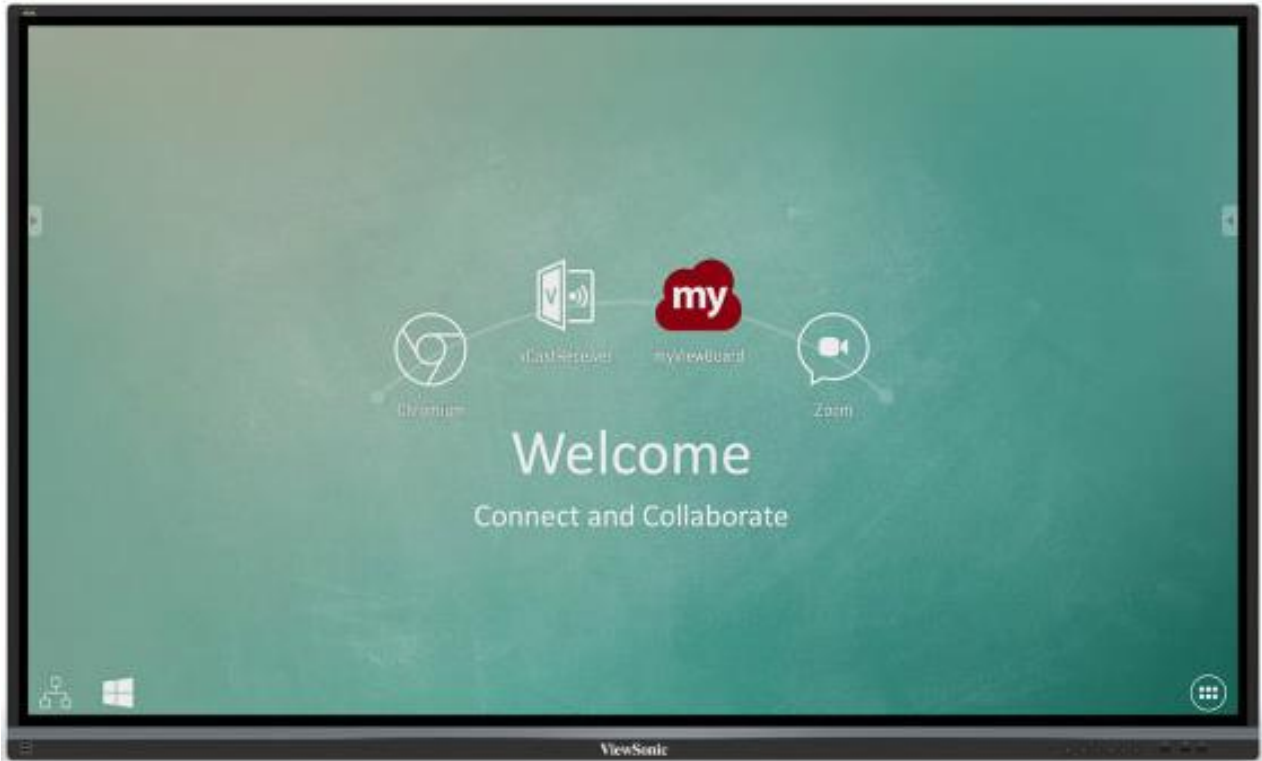 V
my
vCastReceiver
myViewBoard
Chromium
Zoom
Welcome
Connect and Collaborate
ViewSonic